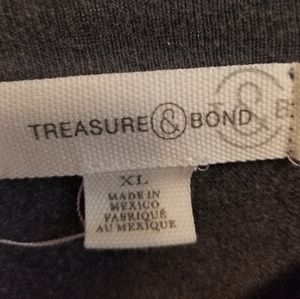 TREASURE & BOND
T & B
XL
MADE IN
MEXICO
FABRIQUÉ
AU MEXIQUE